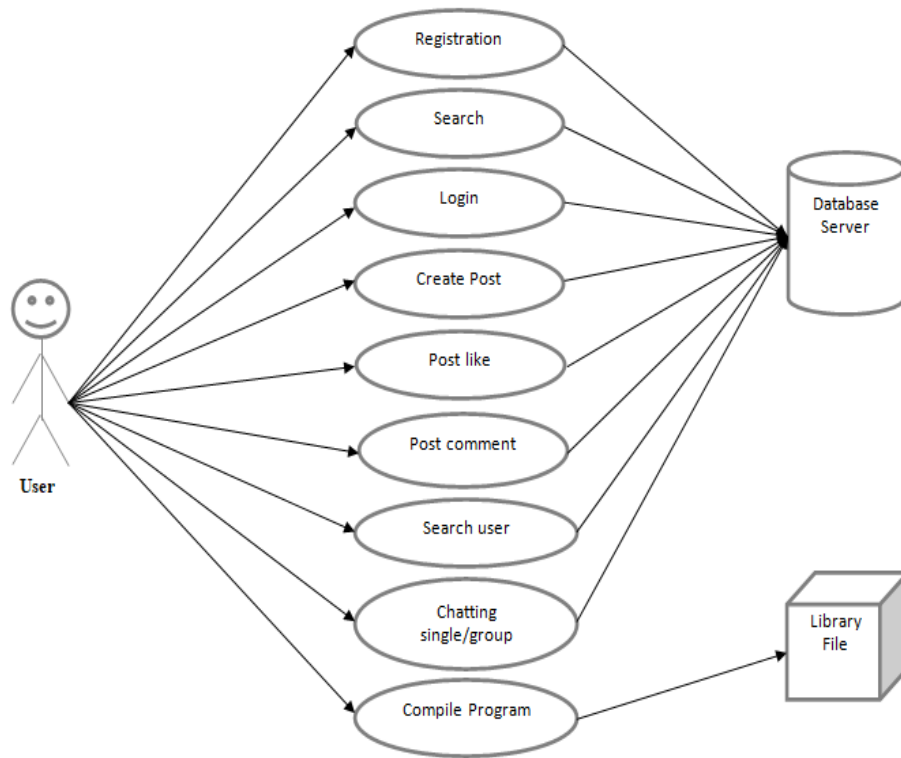 Registration
Search
Login
Create Post
Post like
Post comment
Search user
Chatting
single/group
Compile Program
User
Database
Server
Library
File